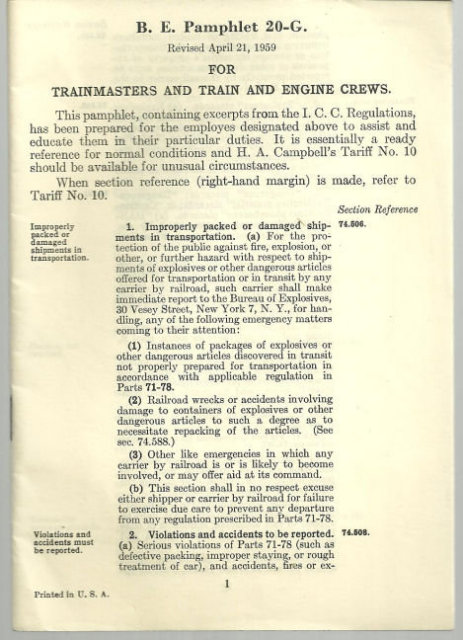 B. E. Pamphlet 20-G.
Revised April 21, 1959
FOR
TRAINMASTERS AND TRAIN AND ENGINE CREWS.
This pamphlet, containing excerpts from the I. C. C. Regulations,
has been prepared for the employes designated above to assist and
educate them in their particular duties. It is essentially a ready
reference for normal conditions and H. A. Campbell's Tariff No. 10
should be available for unusual circumstances.
When section reference (right-hand margin) is made, refer to
Tariff No. 10.
Section Reference
Improperly
packed or
damaged
shipments in
transportation.
1. Improperly packed or damaged ship-
ments in transportation. (a) For the pro-
tection of the public against fire, explosion, or
other, or further hazard with respect to ship-
ments of explosives or other dangerous articles
offered for transportation or in transit by any
carrier by railroad, such carrier shall make
immediate report to the Bureau of Explosives,
30 Vesey Street, New York 7, N. Y., for han-
dling, any of the following emergency matters
coming to their attention:
74.506.
(1) Instances of packages of explosives or
other dangerous articles discovered in transit
not properly prepared for transportation in
accordance with applicable regulation in
Parts 71-78.
(2) Railroad wrecks or accidents involving
damage to containers of explosives or other
dangerous articles to such a degree as to
necessitate repacking of the articles. (See
sec. 74.588.)
(3) Other like emergencies in which any
carrier by railroad is or is likely to become
involved, or may offer aid at its command.
(b) This section shall in no respect excuse
either shipper or carrier by railroad for failure
to exercise due care to prevent any departure
from any regulation prescribed in Parts 71-78.
Violations and
accidents must
be reported.
2. Violations and accidents to be reported.
(a) Serious violations of Parts 71-78 (such as
defective packing, improper staying, or rough
treatment of car), and accidents, fires or ex-
74.508.
1
Printed in U. S. A.